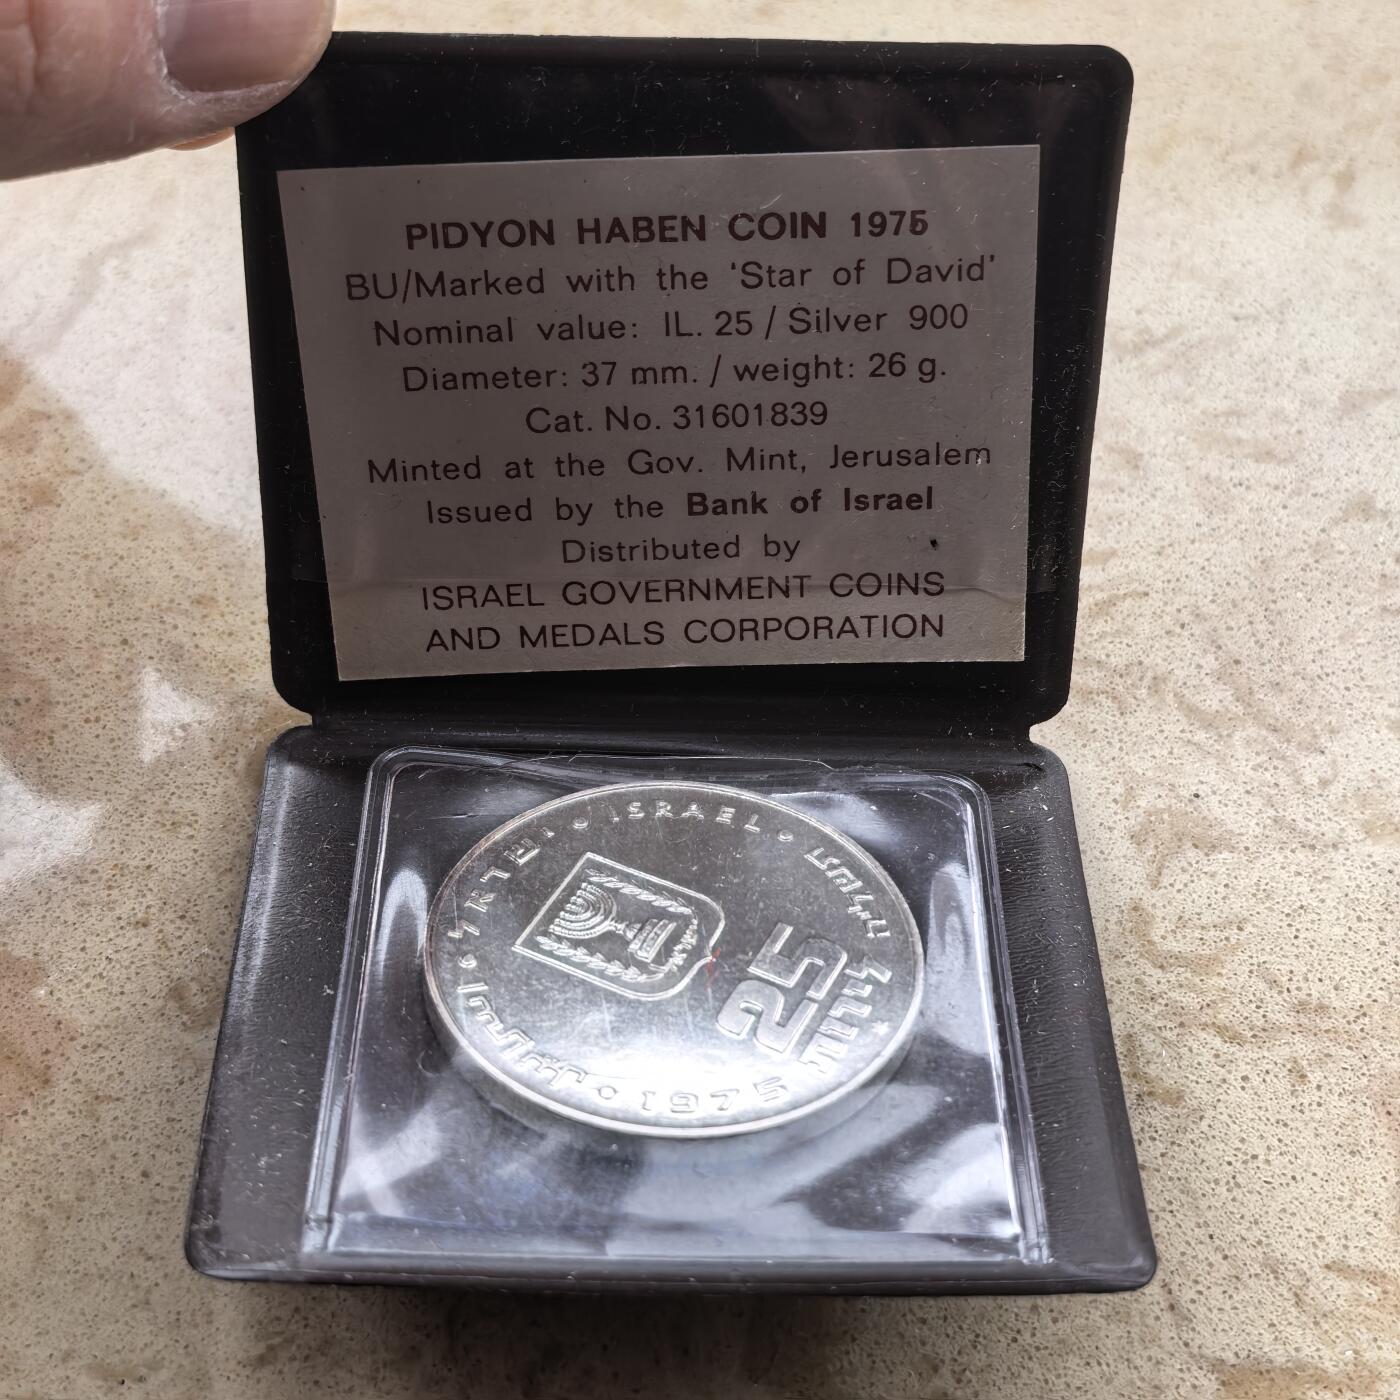 PIDYON HABEN COIN 1975
BU/Marked with the ‘Star of David’
Nominal value: IL. 25 / Silver 900
Diameter: 37 mm. / weight: 26 g.
Cat. No. 31601839
Minted at the Gov. Mint, Jerusalem
Issued by the Bank of Israel
Distributed by
ISRAEL GOVERNMENT COINS
AND MEDALS CORPORATION
ISRAEL
ישראל
25
1975